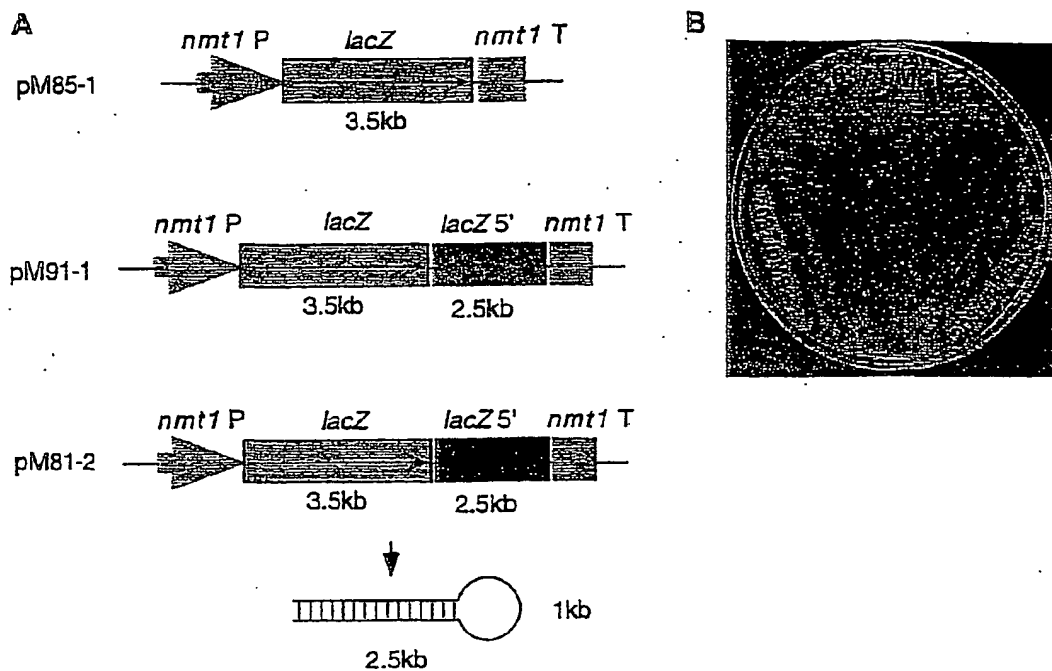 A
B
nmt1 P lacZ nmt1 T
pM85-1
3.5kb
nmt1 P lacZ lacZ 5' nmt1 T
pM91-1
3.5kb 2.5kb
nmt1 P lacZ lacZ 5' nmt1 T
pM81-2
3.5kb 2.5kb
1kb
2.5kb